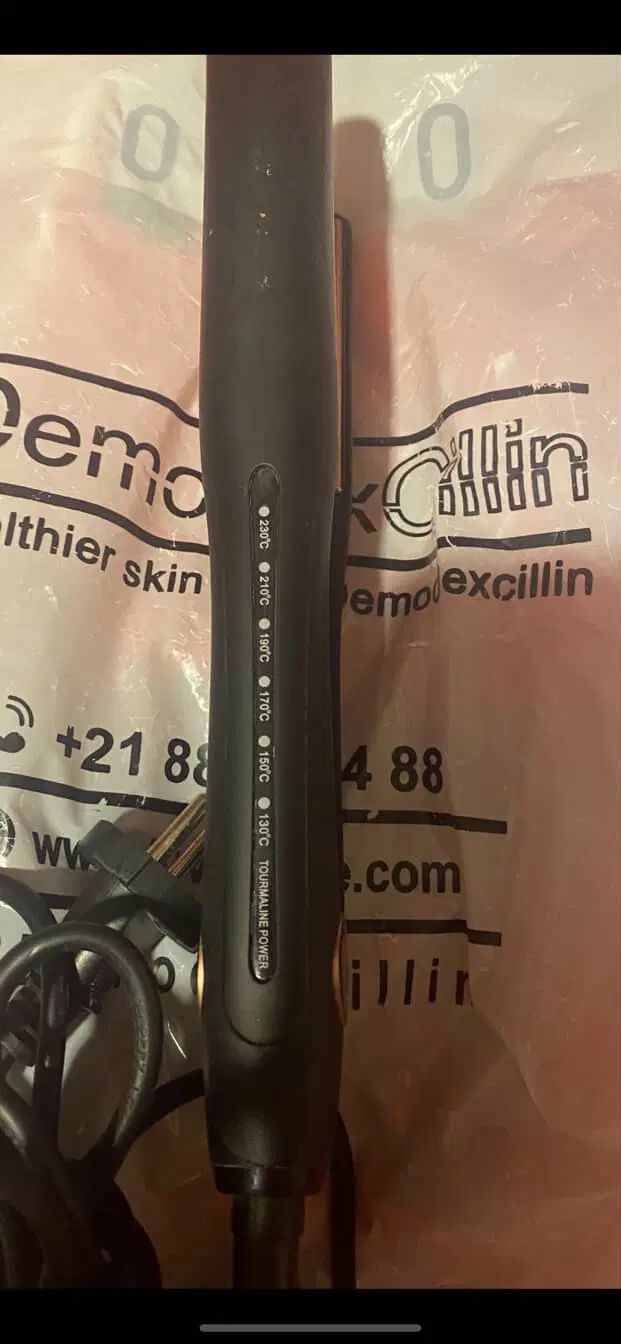 0 0
Demo xcillin
lthier skin Demodexcillin
+21 88 4 88
ww e.com
illin
230°C
210°C
190°C
170°C
150°C
130°C
TOURMALINE POWER